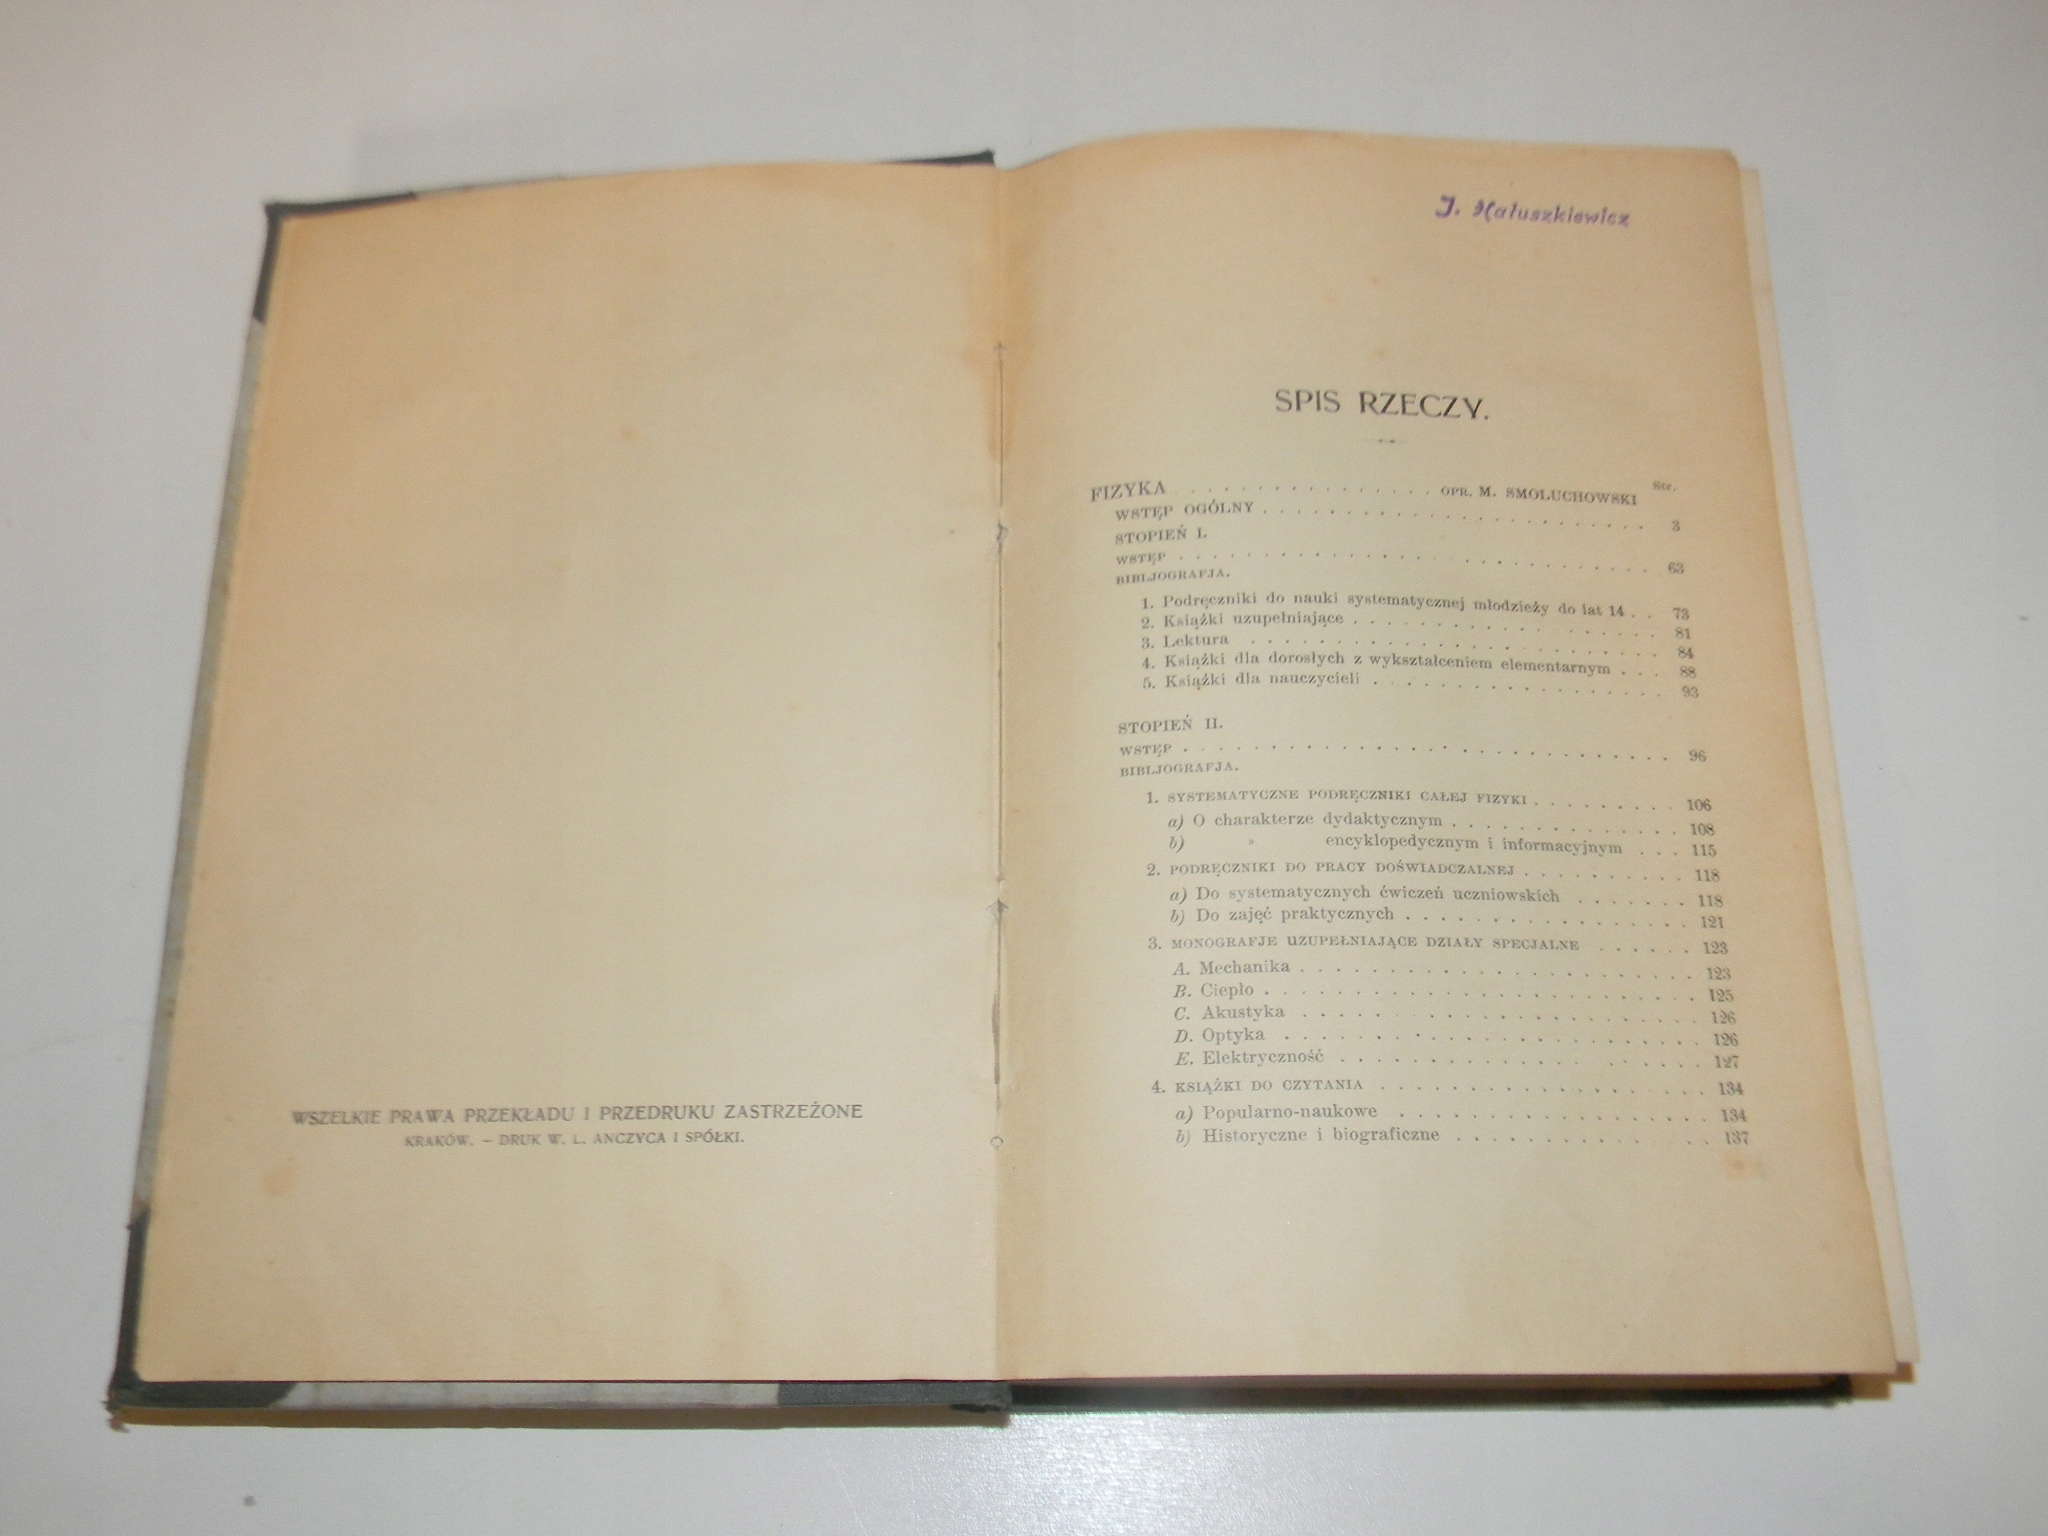 WSZELKIE PRAWA PRZEKŁADU I PRZEDRUKU ZASTRZEŻONE
KRAKÓW. — DRUK W. L. ANCZYCA I SPÓŁKI.
J. Małuszkiewicz
SPIS RZECZY.
Str.
FIZYKA . . . . . . . . . . . . . . . . OPR. M. SMOLUCHOWSKI
WSTĘP OGÓLNY . . . . . . . . . . . . . . . . . . . . 3
STOPIEŃ I.
WSTĘP . . . . . . . . . . . . . . . . . . . . 63
BIBLJOGRAFJA.
1. Podręczniki do nauki systematycznej młodzieży do lat 14 . . 73
2. Książki uzupełniające . . . . . . . . . . . . . . 81
3. Lektura . . . . . . . . . . . . . . . . . . 84
4. Książki dla dorosłych z wykształceniem elementarnym . . . 88
5. Książki dla nauczycieli . . . . . . . . . . . . . . 93
STOPIEŃ II.
WSTĘP . . . . . . . . . . . . . . . . . . . . 96
BIBLJOGRAFJA.
1. SYSTEMATYCZNE PODRĘCZNIKI CAŁEJ FIZYKI . . . . . . . . . 106
a) O charakterze dydaktycznym . . . . . . . . . . . . 108
b) » encyklopedycznym i informacyjnym . . . 115
2. PODRĘCZNIKI DO PRACY DOŚWIADCZALNEJ . . . . . . . . . . 118
a) Do systematycznych ćwiczeń uczniowskich . . . . . . . 118
b) Do zajęć praktycznych . . . . . . . . . . . . . . 121
3. MONOGRAFJE UZUPEŁNIAJĄCE DZIAŁY SPECJALNE . . . . . . 123
A. Mechanika . . . . . . . . . . . . . . . . . . . 123
B. Ciepło . . . . . . . . . . . . . . . . . . . . 125
C. Akustyka . . . . . . . . . . . . . . . . . . . 126
D. Optyka . . . . . . . . . . . . . . . . . . . . 126
E. Elektryczność . . . . . . . . . . . . . . . . . 127
4. KSIĄŻKI DO CZYTANIA . . . . . . . . . . . . . . . 134
a) Popularno-naukowe . . . . . . . . . . . . . . . 134
b) Historyczne i biograficzne . . . . . . . . . . . . 137